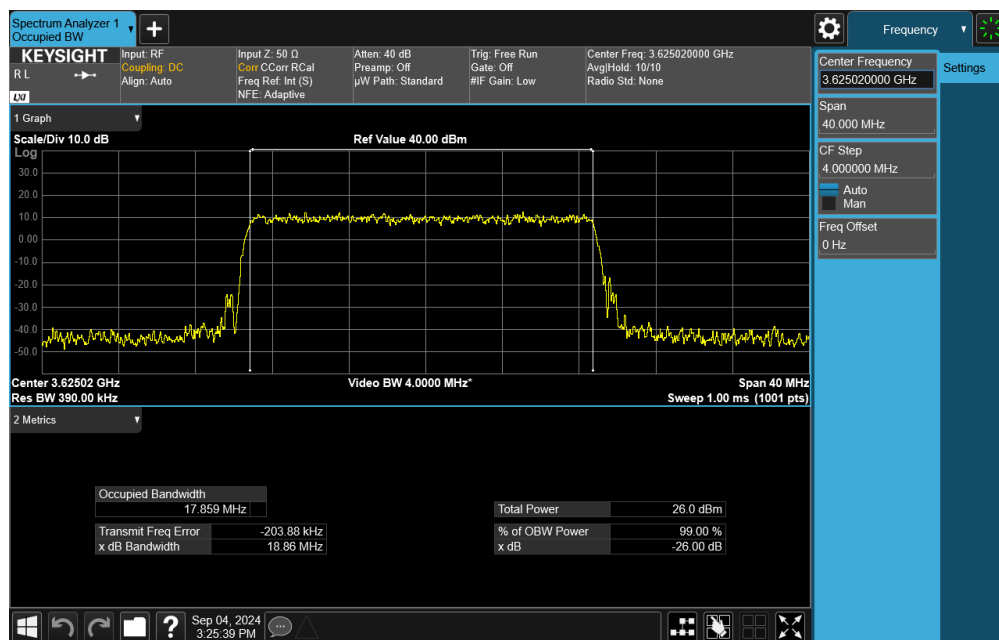 Spectrum Analyzer 1
Occupied BW
Frequency
KEYSIGHT
R L
LXI
Input: RF
Coupling: DC
Align: Auto
Input Z: 50 Ω
Corr CCorr RCal
Freq Ref: Int (S)
NFE: Adaptive
Atten: 40 dB
Preamp: Off
µW Path: Standard
Trig: Free Run
Gate: Off
#IF Gain: Low
Center Freq: 3.625020000 GHz
Avg|Hold: 10/10
Radio Std: None
Center Frequency
3.625020000 GHz
Settings
Span
40.000 MHz
CF Step
4.000000 MHz
Auto
Man
Freq Offset
0 Hz
1 Graph
Scale/Div 10.0 dB
Ref Value 40.00 dBm
Log
30.0
20.0
10.0
0.00
-10.0
-20.0
-30.0
-40.0
-50.0
Center 3.62502 GHz
Video BW 4.0000 MHz*
Span 40 MHz
Res BW 390.00 kHz
Sweep 1.00 ms (1001 pts)
2 Metrics
Occupied Bandwidth
17.859 MHz
Total Power 26.0 dBm
Transmit Freq Error -203.88 kHz
% of OBW Power 99.00 %
x dB Bandwidth 18.86 MHz
x dB -26.00 dB
?
Sep 04, 2024
3:25:39 PM